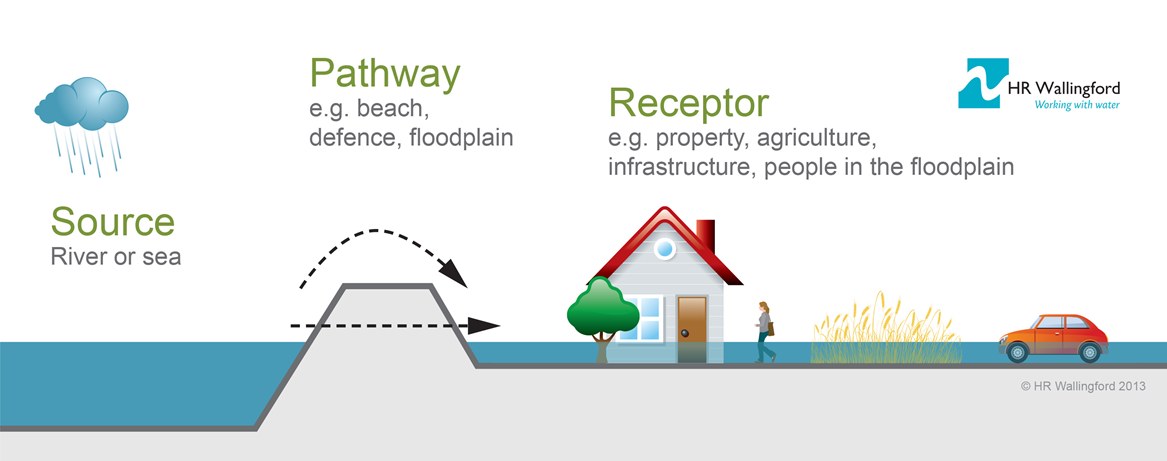 Pathway
e.g. beach,
defence, floodplain
Receptor
e.g. property, agriculture,
infrastructure, people in the floodplain
HR Wallingford
Working with water
Source
River or sea
© HR Wallingford 2013